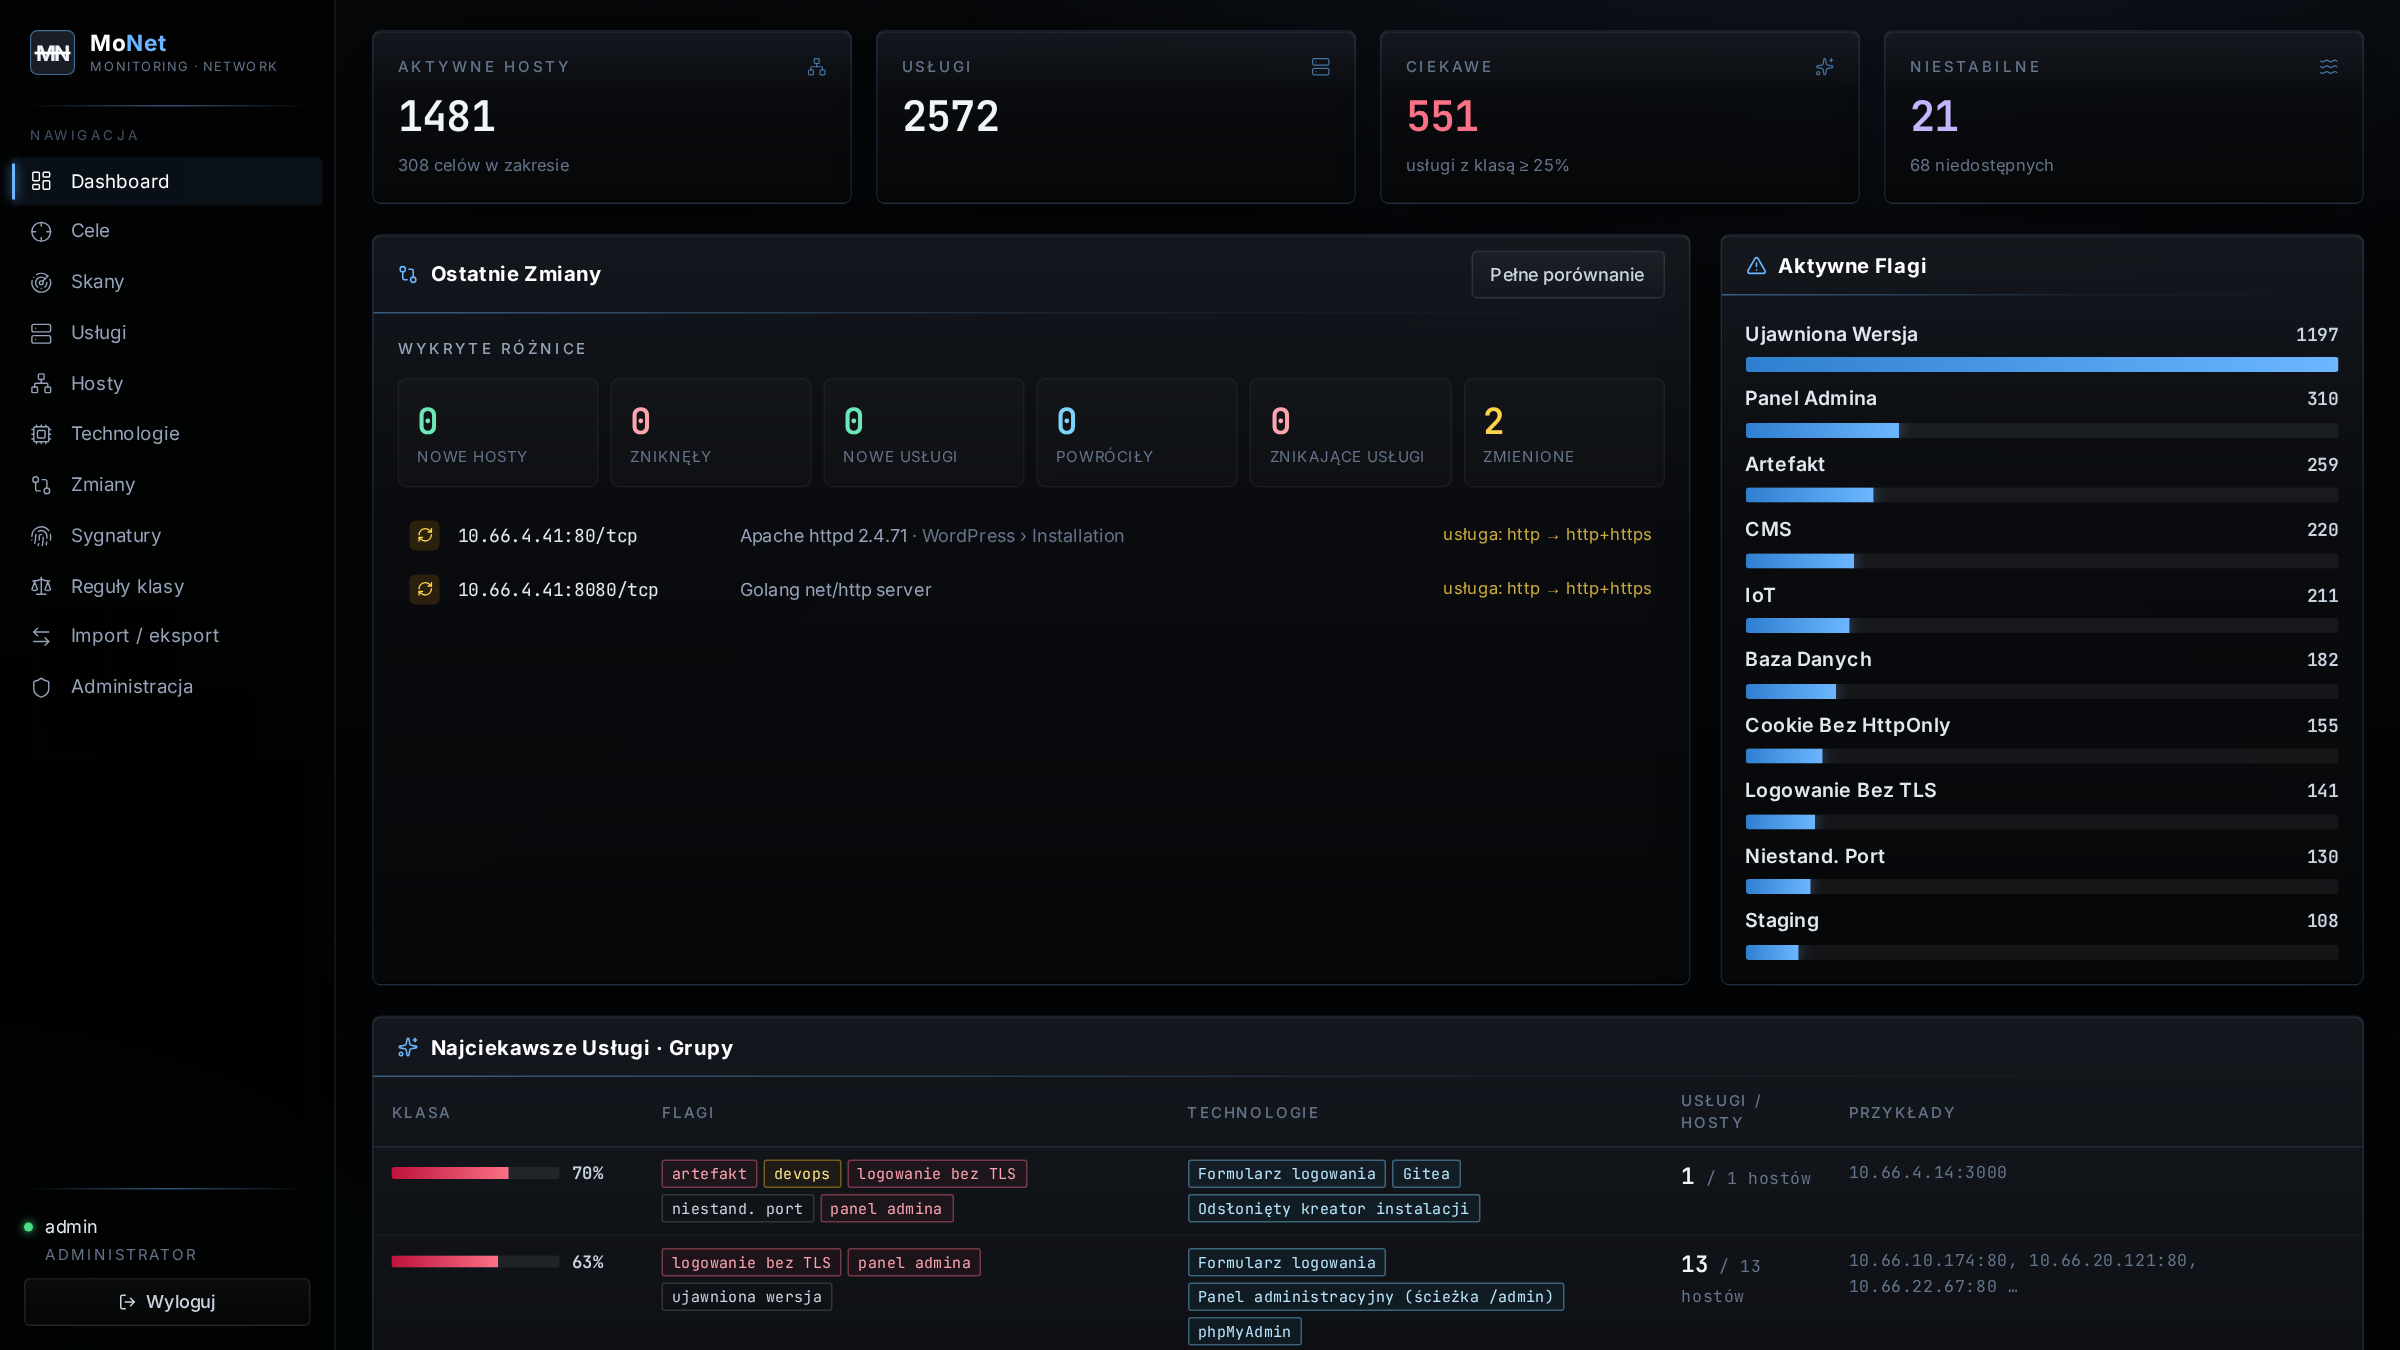 MN
MoNet
MONITORING · NETWORK
NAWIGACJA
Dashboard
Cele
Skany
Usługi
Hosty
Technologie
Zmiany
Sygnatury
Reguły klasy
Import / eksport
Administracja
admin
ADMINISTRATOR
Wyloguj
AKTYWNE HOSTY
1481
308 celów w zakresie
USŁUGI
2572
CIEKAWE
551
usługi z klasą ≥ 25%
NIESTABILNE
21
68 niedostępnych
Ostatnie Zmiany
Pełne porównanie
WYKRYTE RÓŻNICE
0
NOWE HOSTY
0
ZNIKNĘŁY
0
NOWE USŁUGI
0
POWRÓCIŁY
0
ZNIKAJĄCE USŁUGI
2
ZMIENIONE
10.66.4.41:80/tcp Apache httpd 2.4.71 · WordPress › Installation usługa: http → http+https
10.66.4.41:8080/tcp Golang net/http server usługa: http → http+https
Aktywne Flagi
Ujawniona Wersja 1197
Panel Admina 310
Artefakt 259
CMS 220
IoT 211
Baza Danych 182
Cookie Bez HttpOnly 155
Logowanie Bez TLS 141
Niestand. Port 130
Staging 108
Najciekawsze Usługi · Grupy
KLASA FLAGI TECHNOLOGIE USŁUGI / HOSTY PRZYKŁADY
70%
artefakt devops logowanie bez TLS
niestand. port panel admina
Formularz logowania Gitea
Odsłonięty kreator instalacji
1 / 1 hostów
10.66.4.14:3000
63%
logowanie bez TLS panel admina
ujawniona wersja
Formularz logowania
Panel administracyjny (ścieżka /admin)
phpMyAdmin
13 / 13
hostów
10.66.10.174:80, 10.66.20.121:80,
10.66.22.67:80 …